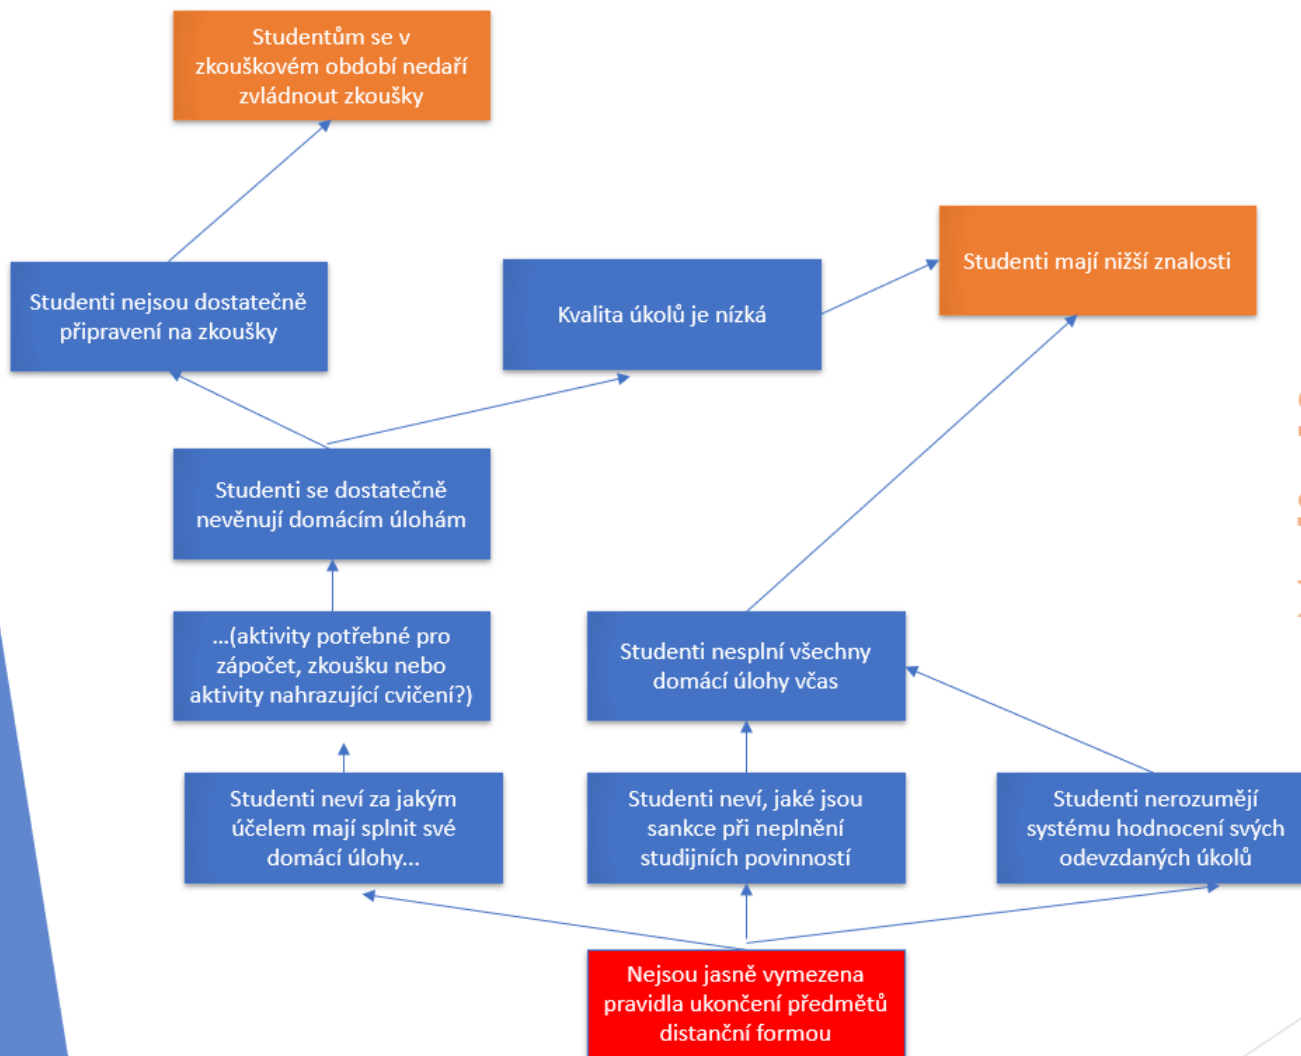 Studentům se v
zkouškovém období nedaří
zvládnout zkoušky
Studenti mají nižší znalosti
Studenti nejsou dostatečně
připravení na zkoušky
Kvalita úkolů je nízká
Studenti se dostatečně
nevěnují domácím úlohám
...(aktivity potřebné pro
zápočet, zkoušku nebo
aktivity nahrazující cvičení?)
Studenti nesplní všechny
domácí úlohy včas
Studenti neví za jakým
účelem mají splnit své
domácí úlohy...
Studenti neví, jaké jsou
sankce při neplnění
studijních povinností
Studenti nerozumějí
systému hodnocení svých
odevzdaných úkolů
Nejsou jasně vymezena
pravidla ukončení předmětů
distanční formou